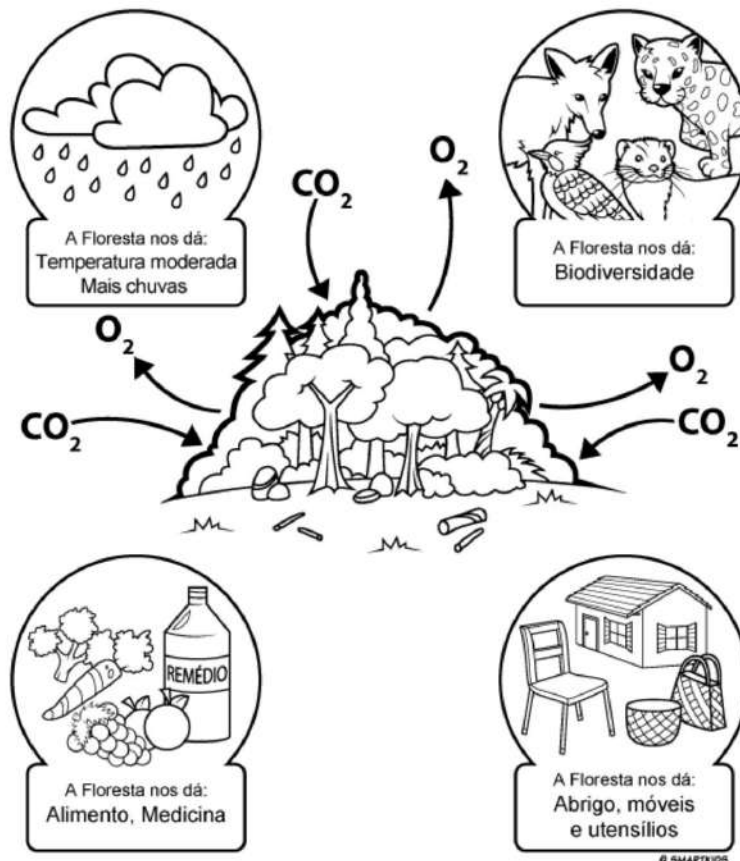 A Floresta nos dá:
Temperatura moderada
Mais chuvas
CO₂
O₂
A Floresta nos dá:
Biodiversidade
O₂
CO₂
O₂
CO₂
REMÉDIO
A Floresta nos dá:
Alimento, Medicina
A Floresta nos dá:
Abrigo, móveis
e utensílios
© SMARTKIDS